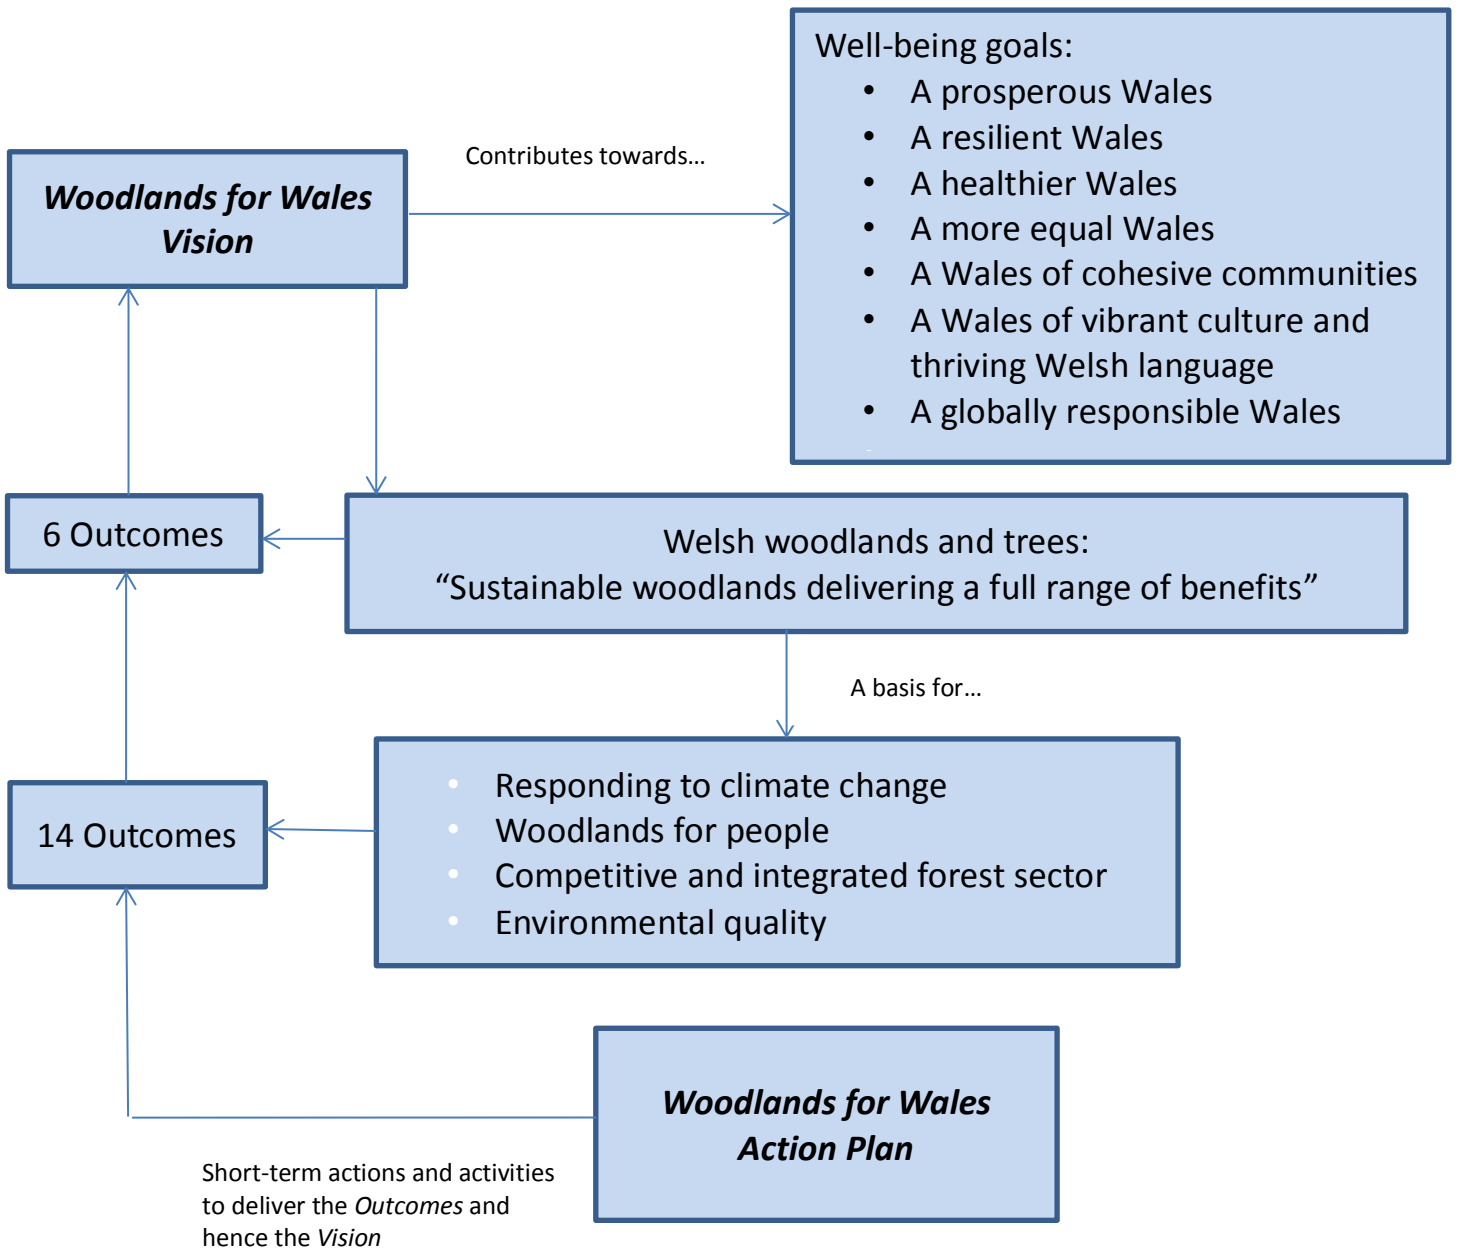 Well-being goals:
• A prosperous Wales
• A resilient Wales
• A healthier Wales
• A more equal Wales
• A Wales of cohesive communities
• A Wales of vibrant culture and
thriving Welsh language
• A globally responsible Wales
Contributes towards...
Woodlands for Wales
Vision
6 Outcomes
Welsh woodlands and trees:
“Sustainable woodlands delivering a full range of benefits”
A basis for...
14 Outcomes
• Responding to climate change
• Woodlands for people
• Competitive and integrated forest sector
• Environmental quality
Woodlands for Wales
Action Plan
Short-term actions and activities
to deliver the Outcomes and
hence the Vision